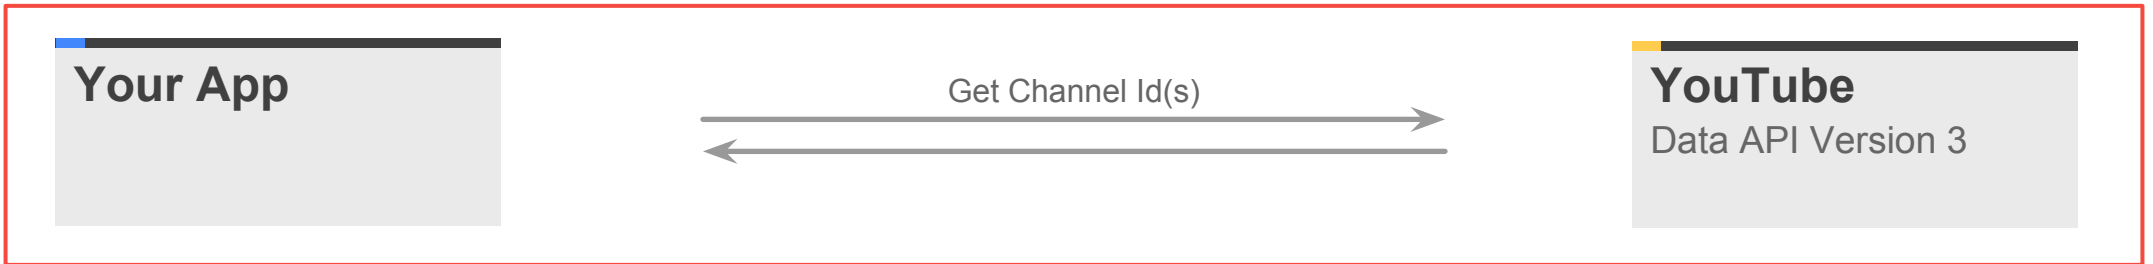 Your App
Get Channel Id(s)
YouTube
Data API Version 3